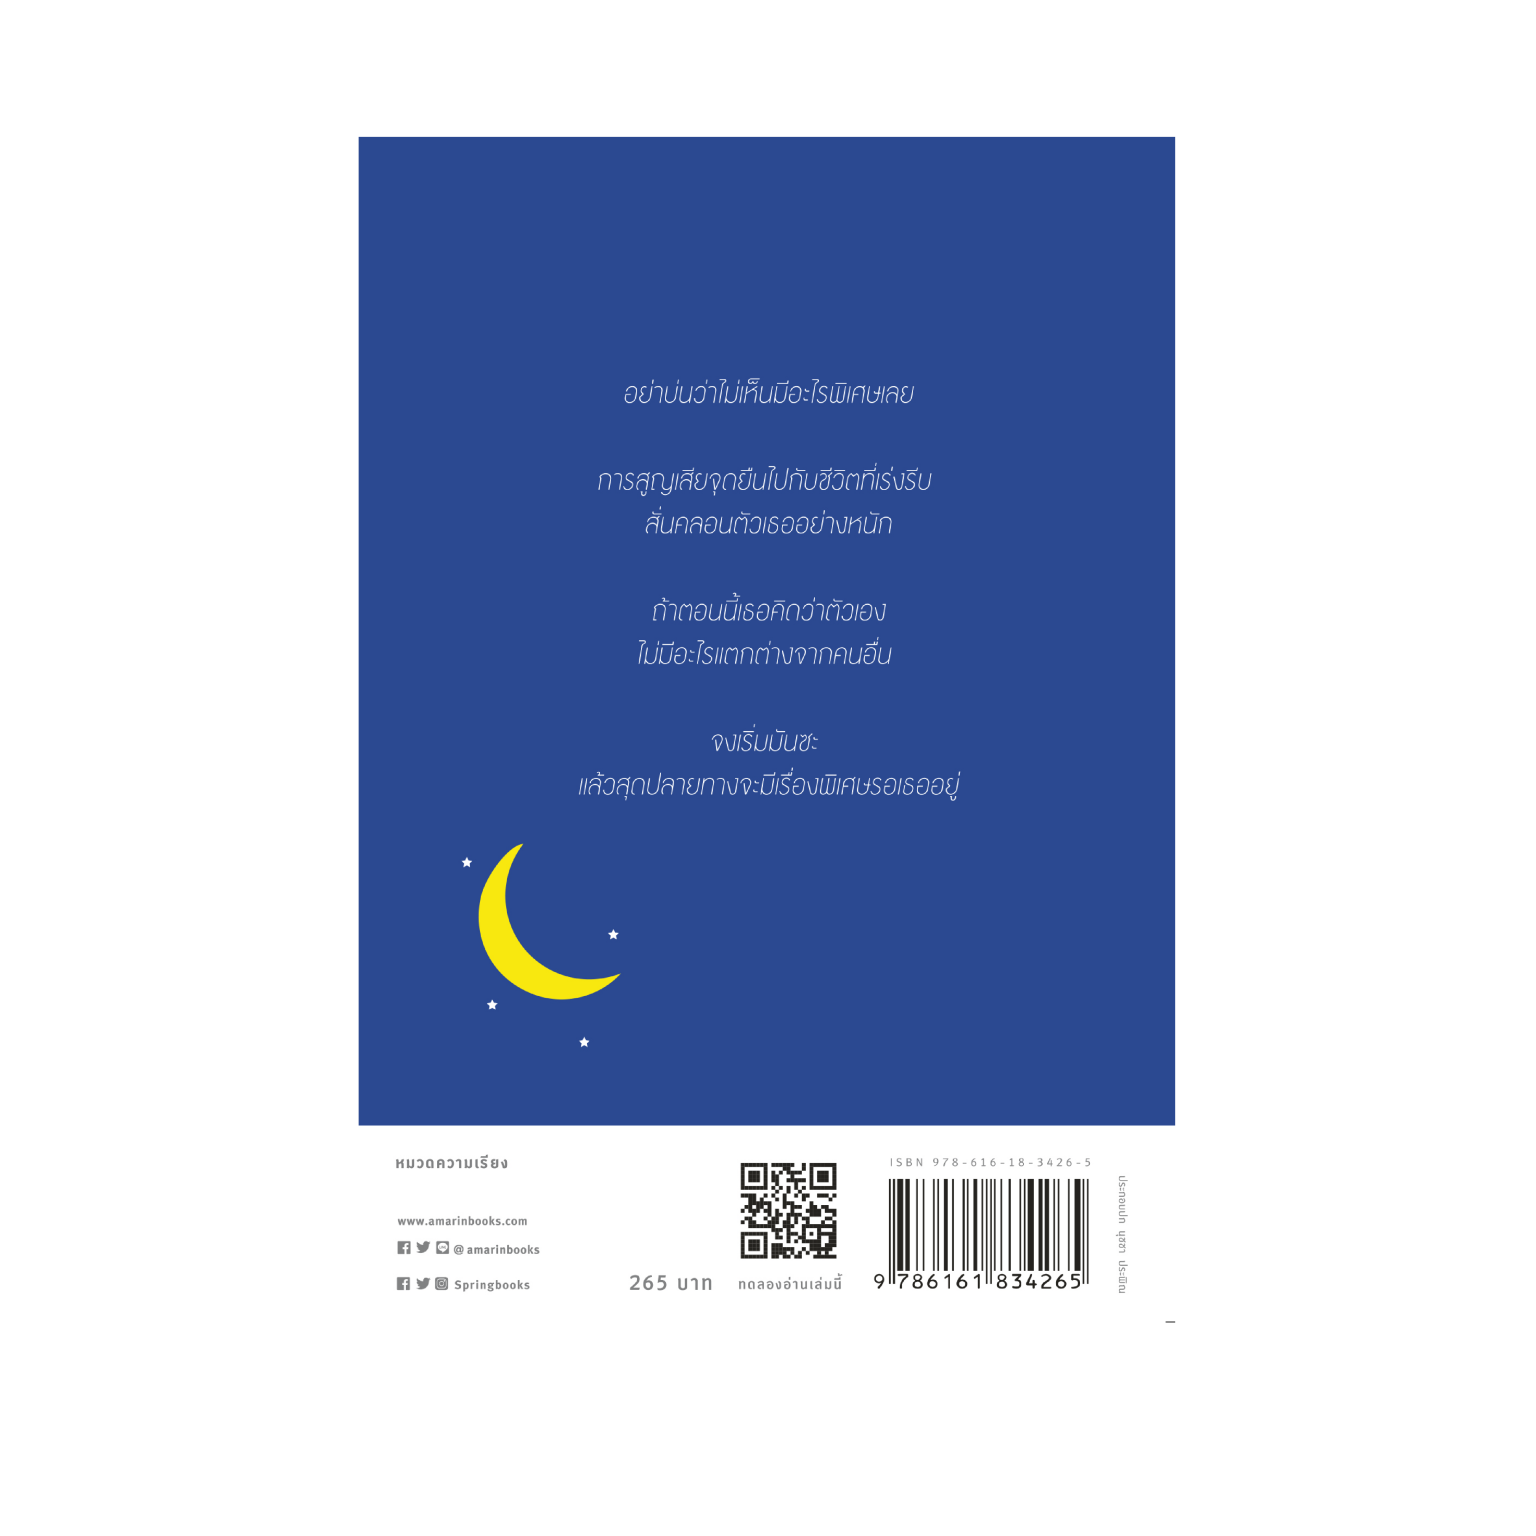 อย่าบ่นว่าไม่เห็นมีอะไรพิเศษเลย
การสูญเสียจุดยืนไปกับชีวิตที่เร่งรีบ
สั่นคลอนตัวเธออย่างหนัก
ถ้าตอนนี้เธอคิดว่าตัวเอง
ไม่มีอะไรแตกต่างจากคนอื่น
จงเริ่มมันซะ
แล้วสุดปลายทางจะมีเรื่องพิเศษรอเธออยู่
หมวดความเรียง
www.amarinbooks.com
@amarinbooks
Springbooks
265 บาท
ทดลองอ่านเล่มนี้
ISBN 978-616-18-3426-5
9 786161 834265
ประกอบปก